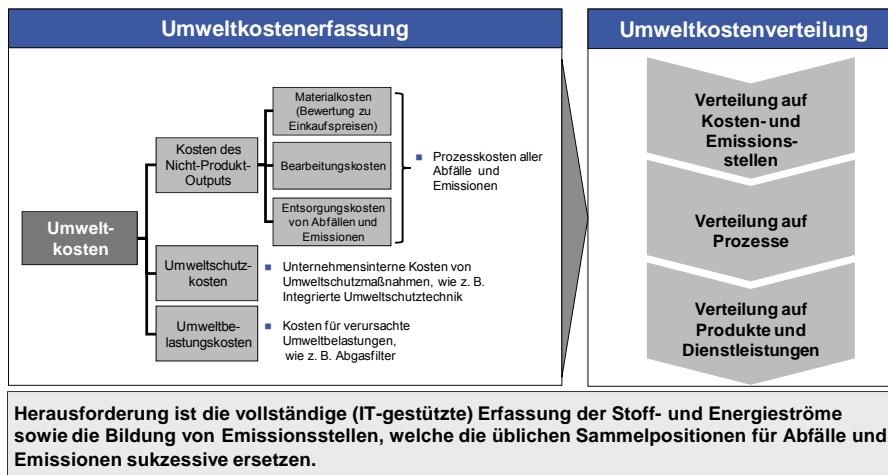 Umweltkostenerfassung
Umwelt-
kosten
Kosten des
Nicht-Produkt-
Outputs
Materialkosten
(Bewertung zu
Einkaufspreisen)
Bearbeitungskosten
Entsorgungskosten
von Abfällen und
Emissionen
Prozesskosten aller
Abfälle und
Emissionen
Umweltschutz-
kosten
Unternehmensinterne Kosten von
Umweltschutzmaßnahmen, wie z. B.
Integrierte Umweltschutztechnik
Umweltbe-
lastungskosten
Kosten für verursachte
Umweltbelastungen,
wie z. B. Abgasfilter
Umweltkostenverteilung
Verteilung auf
Kosten- und
Emissions-
stellen
Verteilung auf
Prozesse
Verteilung auf
Produkte und
Dienstleistungen
Herausforderung ist die vollständige (IT-gestützte) Erfassung der Stoff- und Energieströme
sowie die Bildung von Emissionsstellen, welche die üblichen Sammelpositionen für Abfälle und
Emissionen sukzessive ersetzen.